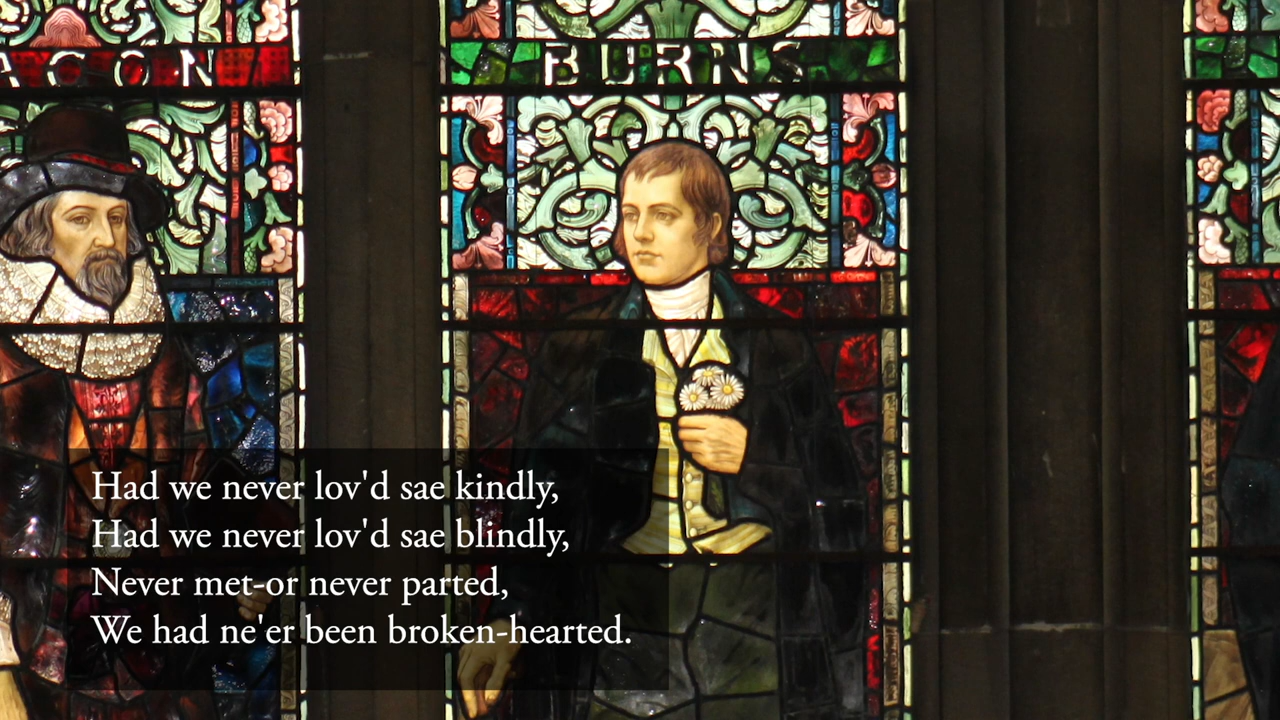 ACON
BURNS
Had we never lov'd sae kindly,
Had we never lov'd sae blindly,
Never met-or never parted,
We had ne'er been broken-hearted.